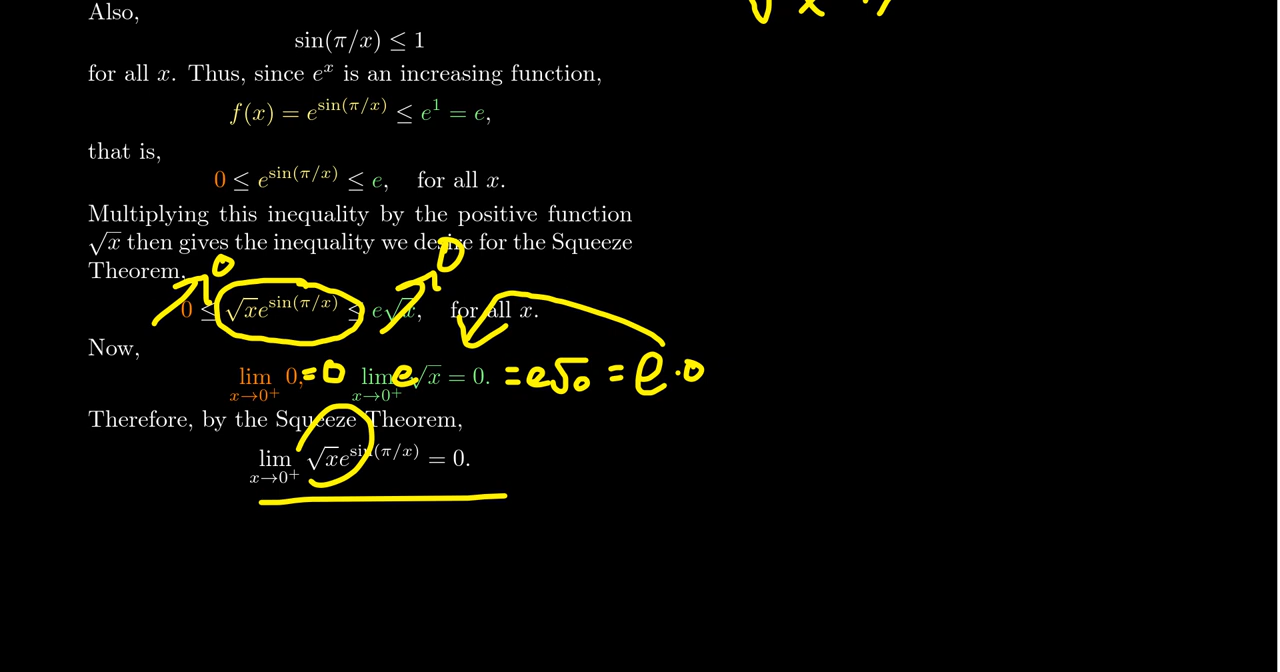 Also,
sin(π/x) ≤ 1
for all x. Thus, since e^x is an increasing function,
f(x) = e^{sin(π/x)} ≤ e^1 = e,
that is,
0 ≤ e^{sin(π/x)} ≤ e, for all x.
Multiplying this inequality by the positive function
√x then gives the inequality we desire for the Squeeze
Theorem,
0 0
0 ≤ √x e^{sin(π/x)} ≤ e√x, for all x.
Now,
lim_{x→0^+} 0, = 0 lim_{x→0^+} e√x = 0. = e√0 = e·0
Therefore, by the Squeeze Theorem,
lim_{x→0^+} √x e^{sin(π/x)} = 0.